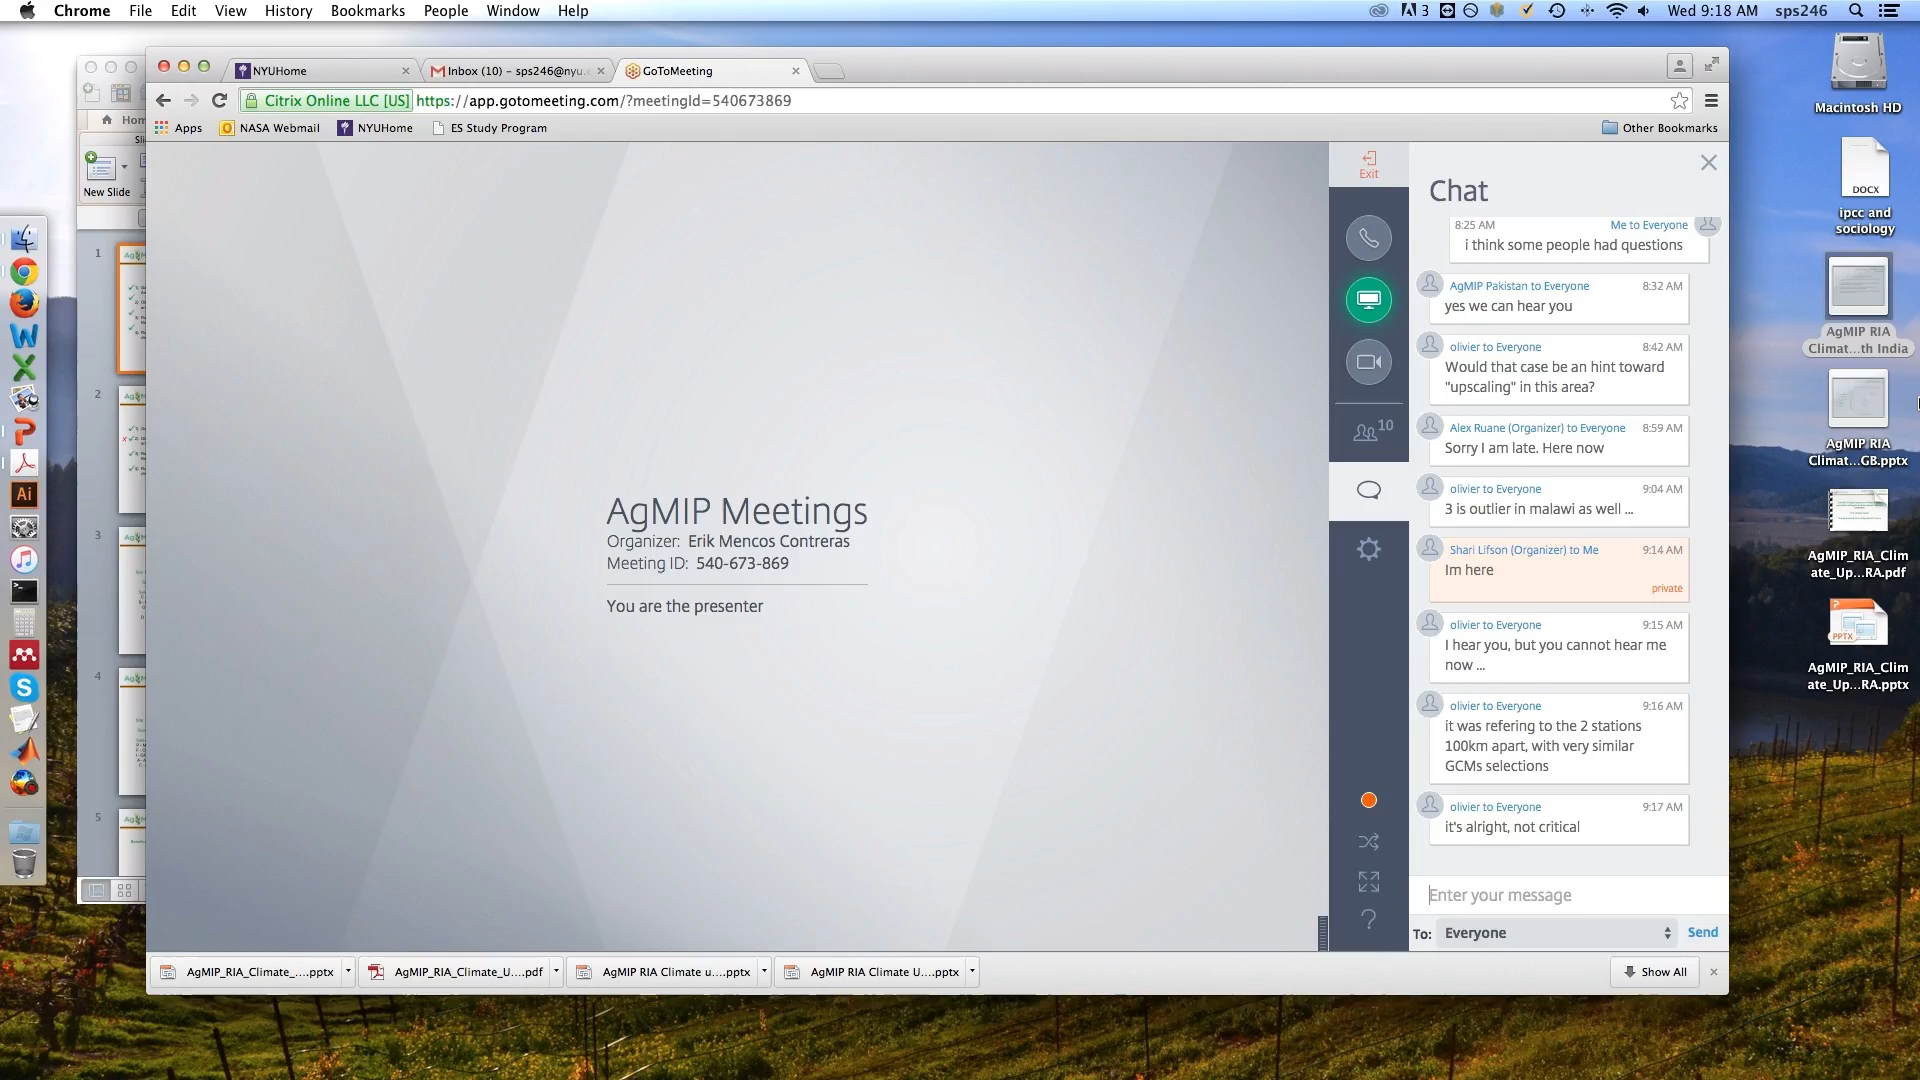 Chrome File Edit View History Bookmarks People Window Help
3 Wed 9:18 AM sps246
NYUHome
Inbox (10) – sps246@nyu.
GoToMeeting
Citrix Online LLC [US] https://app.gotomeeting.com/?meetingId=540673869
Apps NASA Webmail NYUHome ES Study Program Other Bookmarks
Hom
New Slide
1
2
3
4
5
AgMIP Meetings
Organizer: Erik Mencos Contreras
Meeting ID: 540-673-869
You are the presenter
Exit
10
Chat
8:25 AM Me to Everyone
i think some people had questions
AgMIP Pakistan to Everyone 8:32 AM
yes we can hear you
olivier to Everyone 8:42 AM
Would that case be an hint toward
"upscaling" in this area?
Alex Ruane (Organizer) to Everyone 8:59 AM
Sorry I am late. Here now
olivier to Everyone 9:04 AM
3 is outlier in malawi as well ...
Shari Lifson (Organizer) to Me 9:14 AM
Im here
private
olivier to Everyone 9:15 AM
I hear you, but you cannot hear me
now ...
olivier to Everyone 9:16 AM
it was refering to the 2 stations
100km apart, with very similar
GCMs selections
olivier to Everyone 9:17 AM
it's alright, not critical
Enter your message
To: Everyone Send
AgMIP_RIA_Climate_....pptx
AgMIP_RIA_Climate_U....pdf
AgMIP RIA Climate u....pptx
AgMIP RIA Climate U....pptx
Show All
Macintosh HD
DOCX
ipcc and
sociology
AgMIP RIA
Climat...th India
AgMIP RIA
Climat...GB.pptx
AgMIP_RIA_Clim
ate_Up...RA.pdf
PPTX
AgMIP_RIA_Clim
ate_Up...RA.pptx